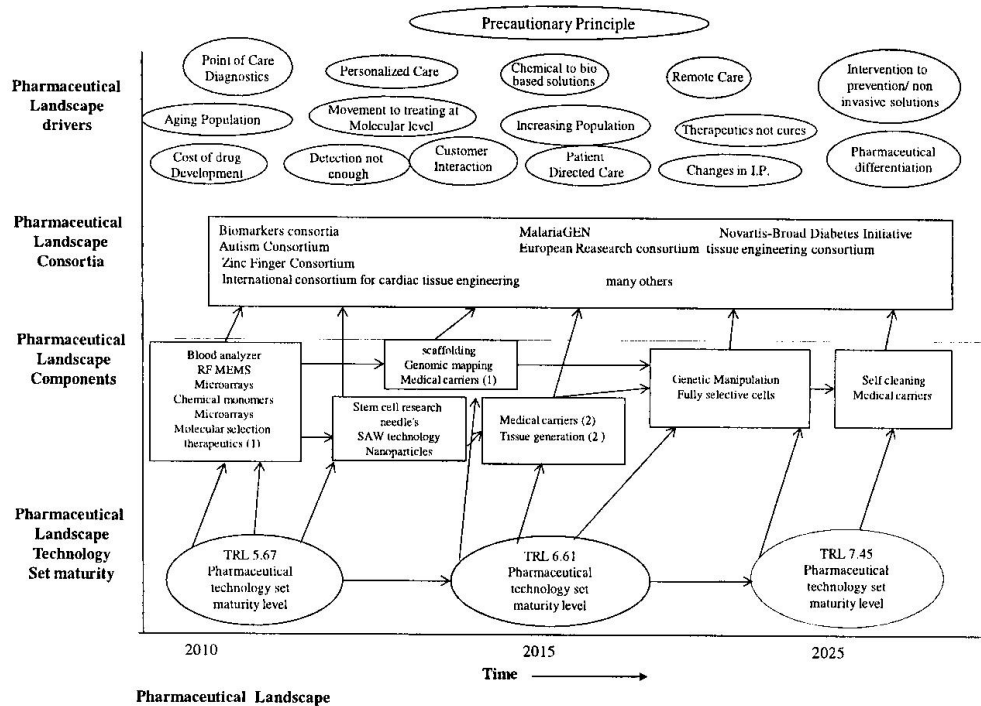 Precautionary Principle
Pharmaceutical
Landscape
drivers
Point of Care
Diagnostics
Personalized Care
Chemical to bio
based solutions
Remote Care
Intervention to
prevention/ non
invasive solutions
Aging Population
Movement to treating at
Molecular level
Increasing Population
Therapeutics not cures
Cost of drug
Development
Detection not
enough
Customer
Interaction
Patient
Directed Care
Changes in I.P.
Pharmaceutical
differentiation
Pharmaceutical
Landscape
Consortia
Biomarkers consortia
MalariaGEN
Novartis-Broad Diabetes Initiative
Autism Consortium
European Reasearch consortium
tissue engineering consortium
Zinc Finger Consortium
International consortium for cardiac tissue engineering
many others
Pharmaceutical
Landscape
Components
Blood analyzer
RF MEMS
Microarrays
Chemical monomers
Microarrays
Molecular selection
therapeutics (1)
scaffolding
Genomic mapping
Medical carriers (1)
Stem cell research
needle's
SAW technology
Nanoparticles
Medical carriers (2)
Tissue generation (2)
Genetic Manipulation
Fully selective cells
Self cleaning
Medical carriers
Pharmaceutical
Landscape
Technology
Set maturity
TRL 5.67
Pharmaceutical
technology set
maturity level
TRL 6.61
Pharmaceutical
technology set
maturity level
TRL 7.45
Pharmaceutical
technology set
maturity level
2010
2015
2025
Time
Pharmaceutical Landscape